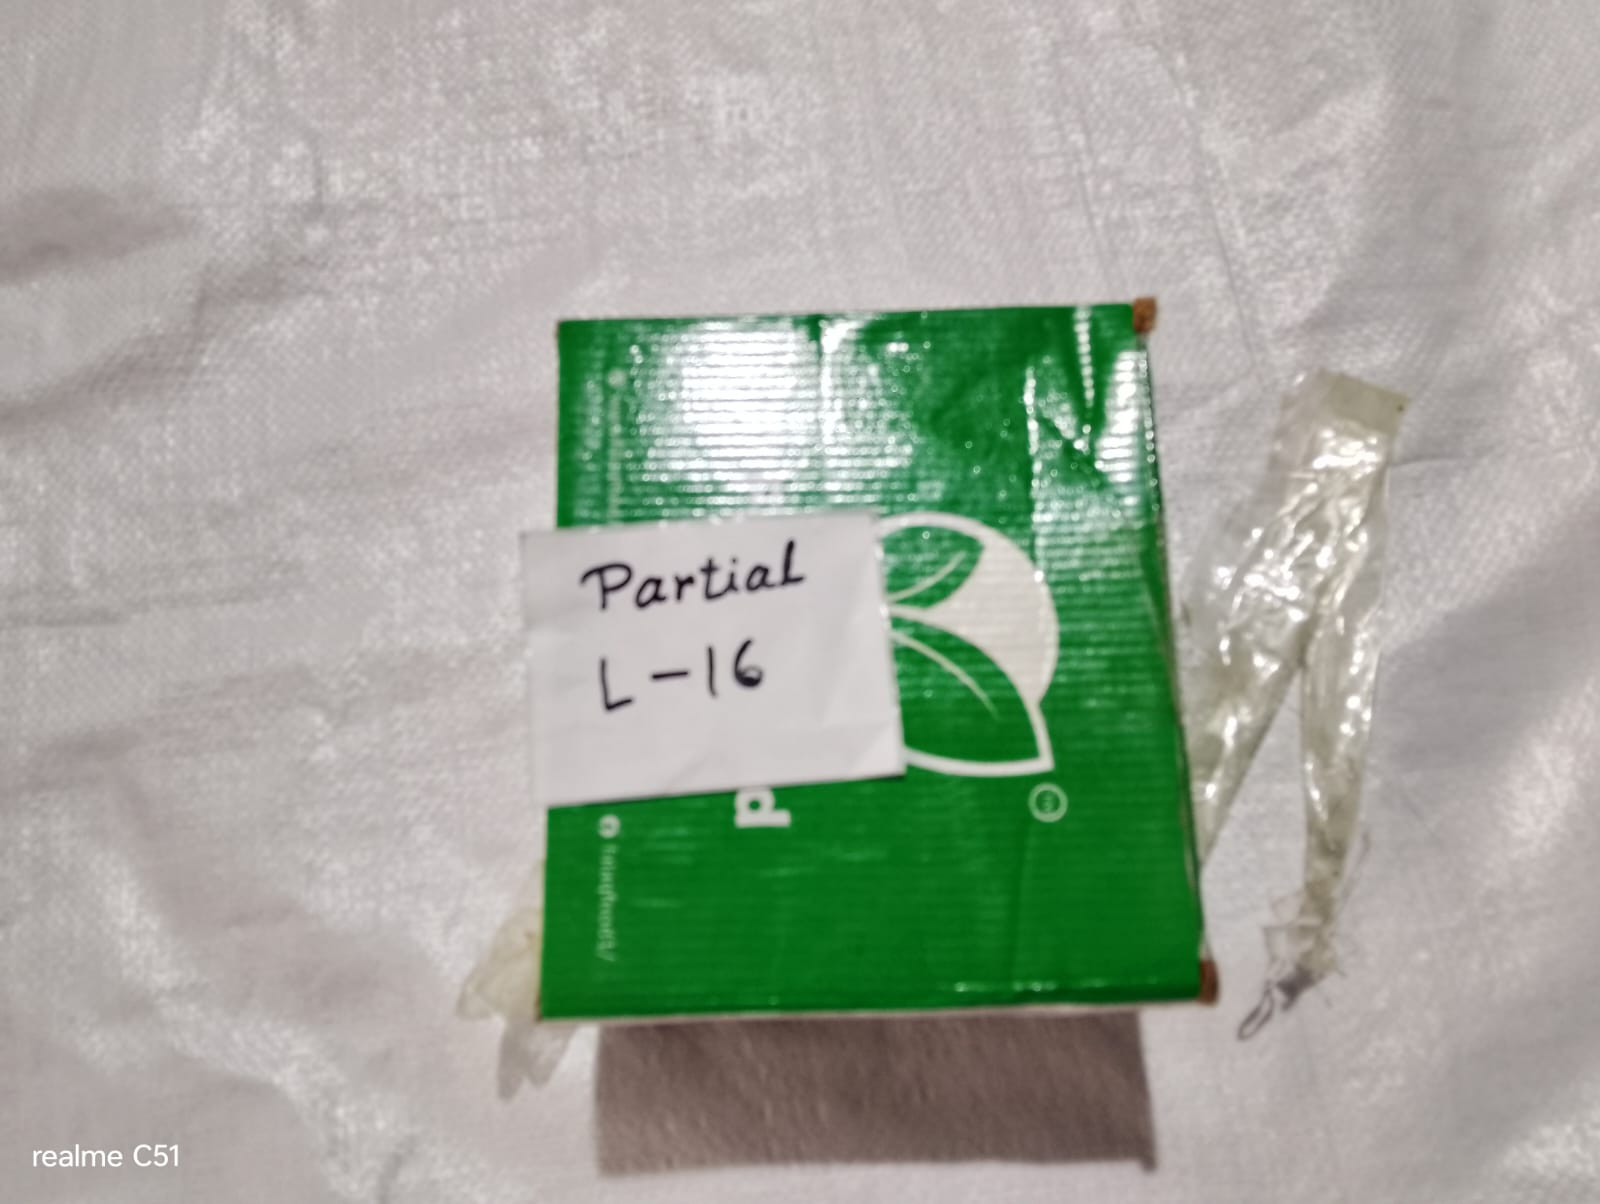 Partial
L-16
d
realme C51